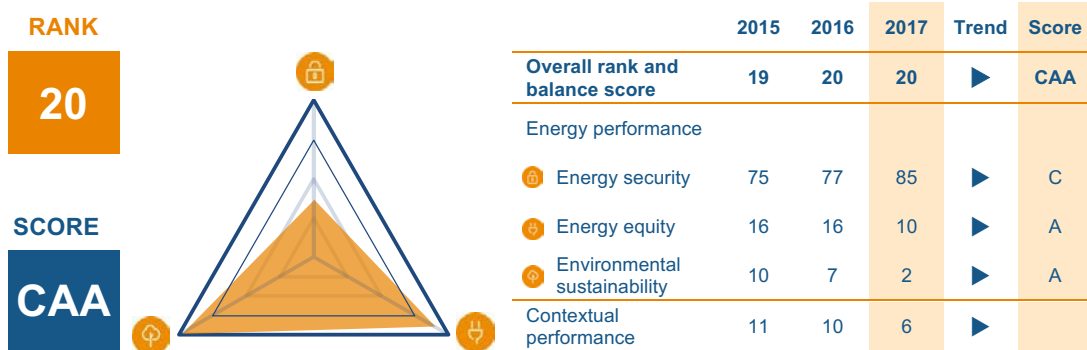 RANK
20
SCORE
CAA
2015 2016 2017 Trend Score
Overall rank and
balance score 19 20 20 CAA
Energy performance
Energy security 75 77 85 C
Energy equity 16 16 10 A
Environmental
sustainability 10 7 2 A
Contextual
performance 11 10 6